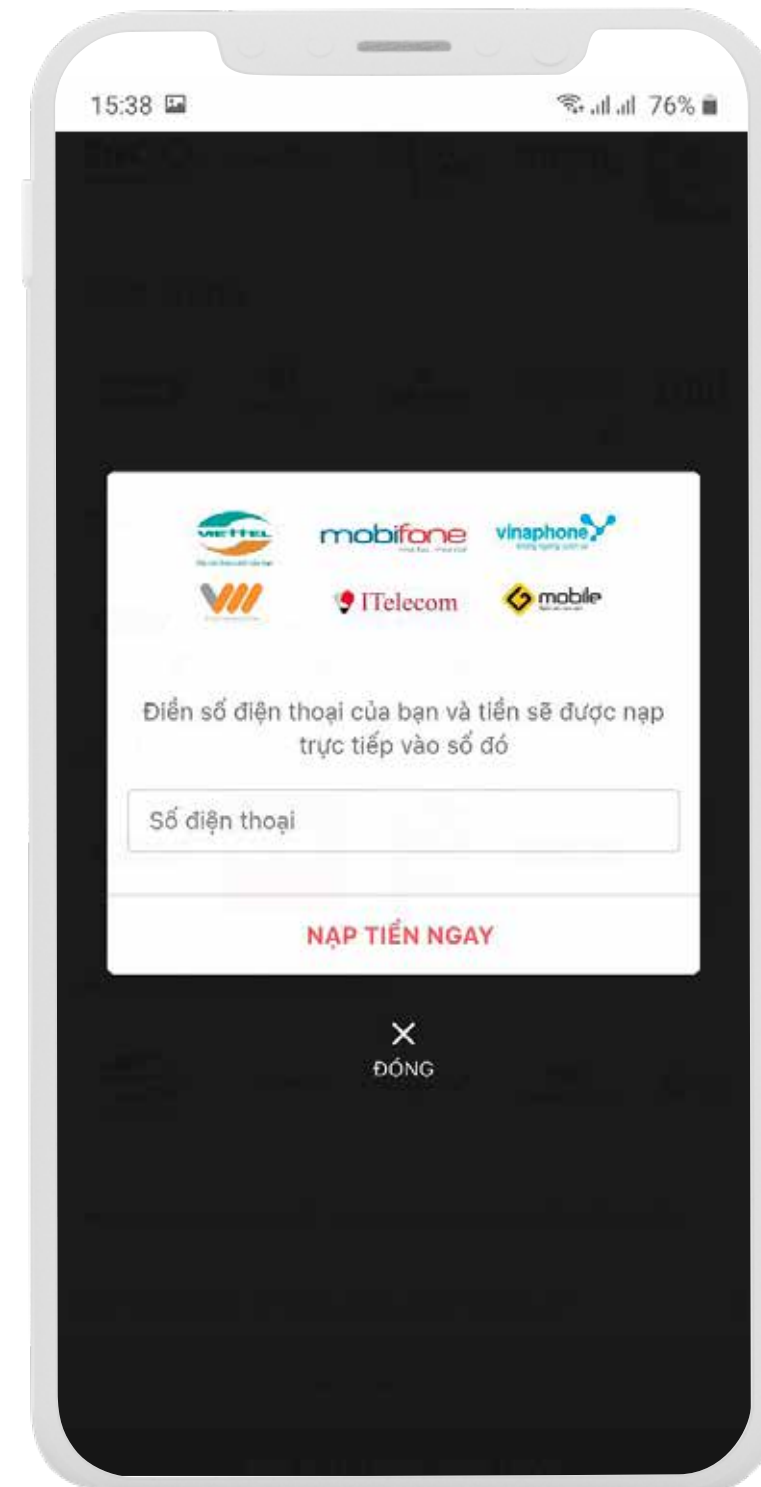 15:38 76%
VIETTEL mobifone vinaphone
ITelecom mobile
Điền số điện thoại của bạn và tiền sẽ được nạp
trực tiếp vào số đó
Số điện thoại
NẠP TIỀN NGAY
ĐÓNG